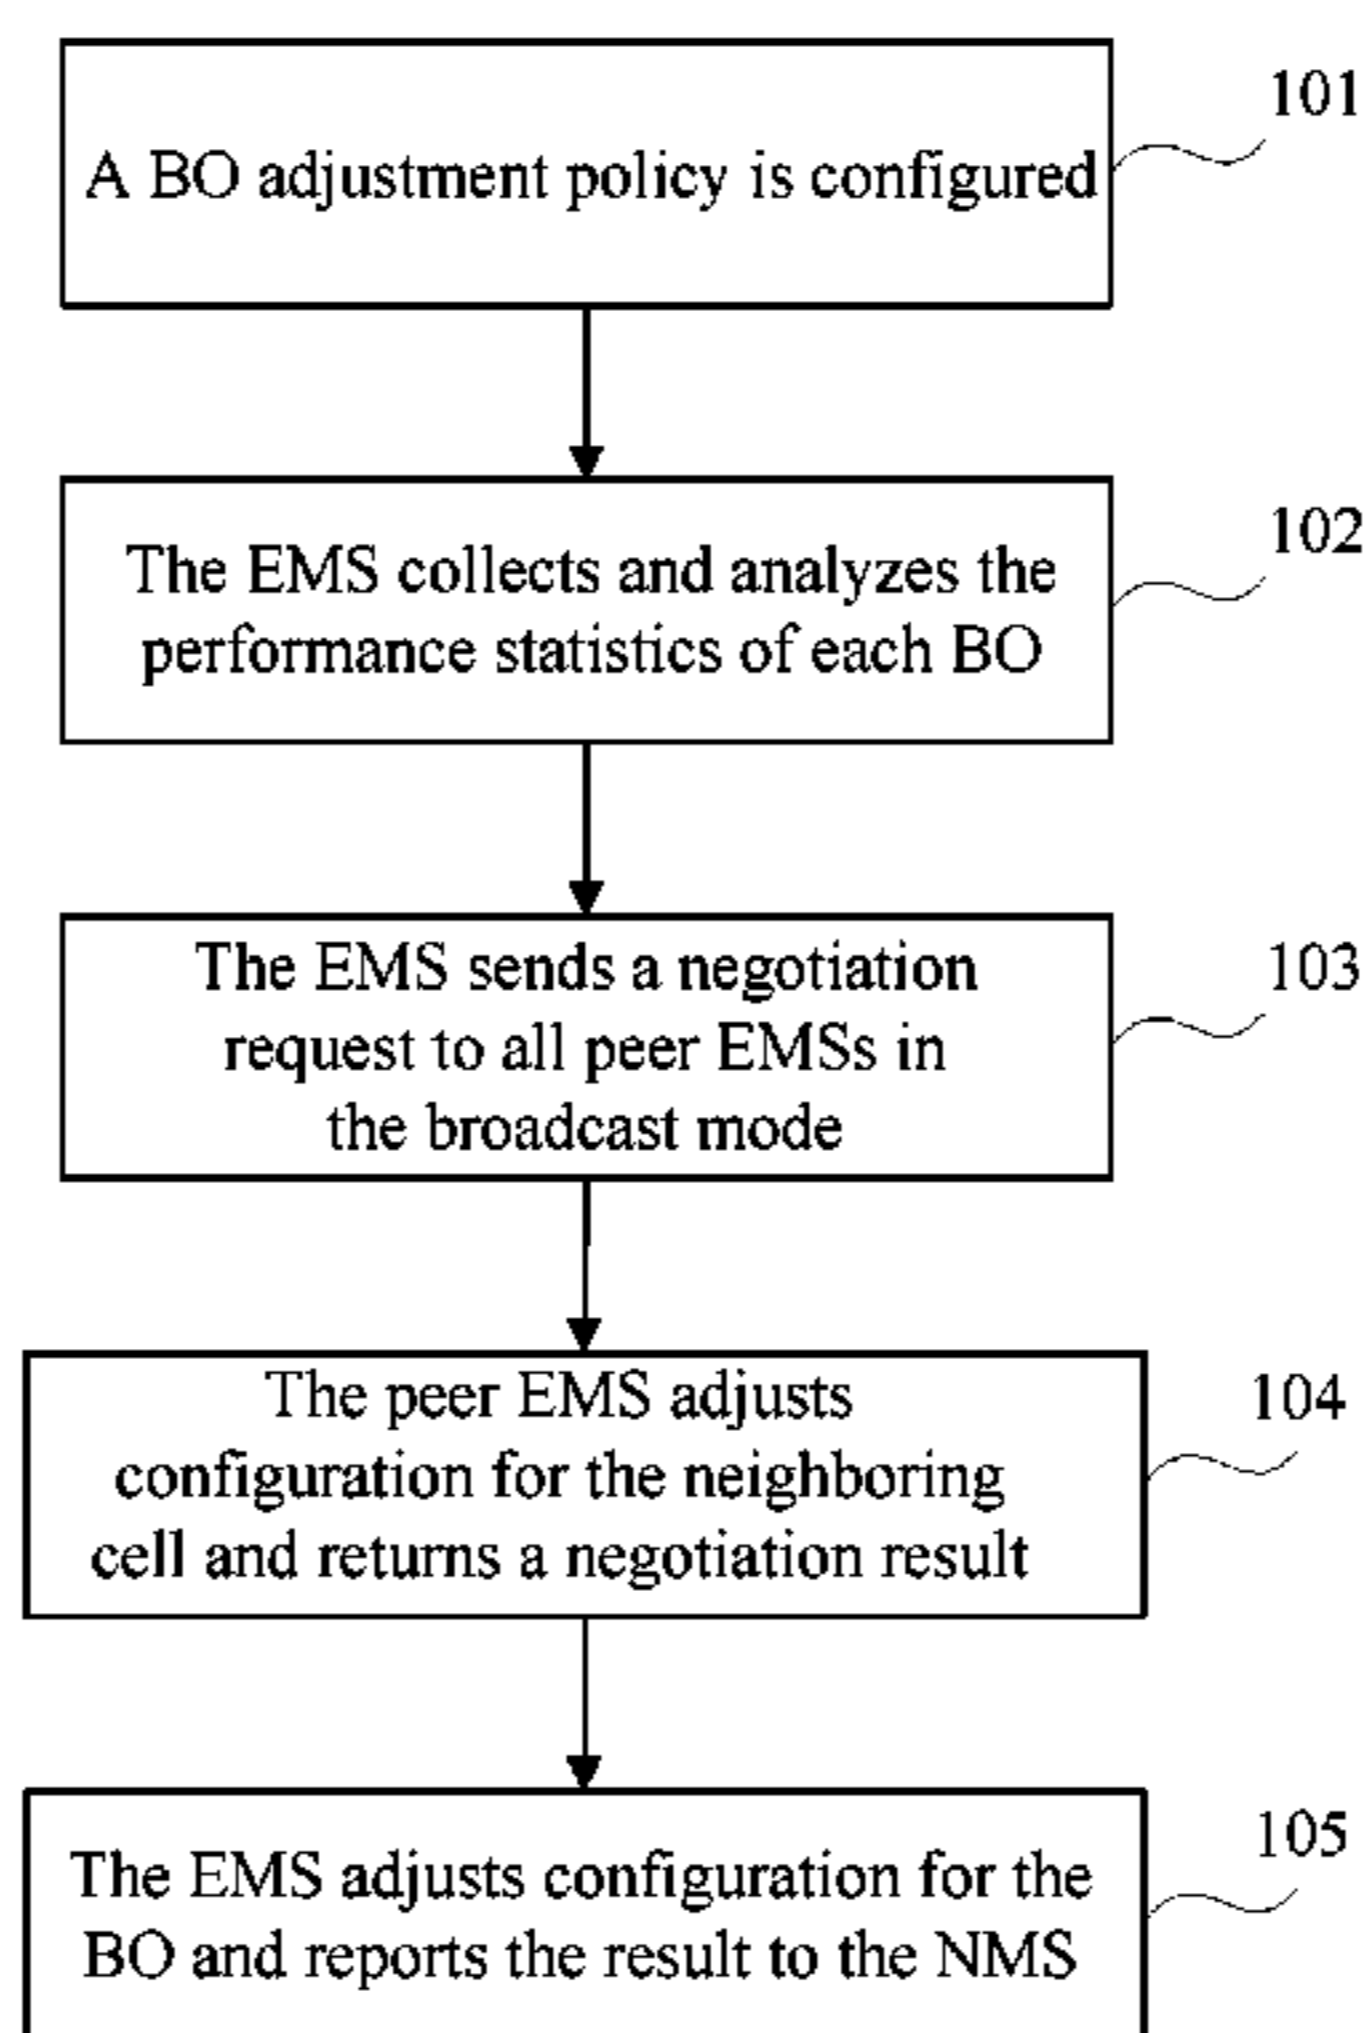 A BO adjustment policy is configured
101
The EMS collects and analyzes the
performance statistics of each BO
102
The EMS sends a negotiation
request to all peer EMSs in
the broadcast mode
103
The peer EMS adjusts
configuration for the neighboring
cell and returns a negotiation result
104
The EMS adjusts configuration for the
BO and reports the result to the NMS
105